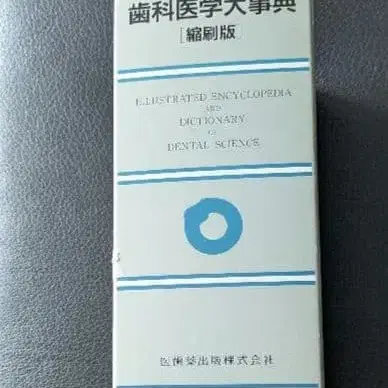 歯科医学大事典
[縮刷版]
ILLUSTRATED ENCYCLOPEDIA
AND
DICTIONARY
OF
DENTAL SCIENCE
医歯薬出版株式会社